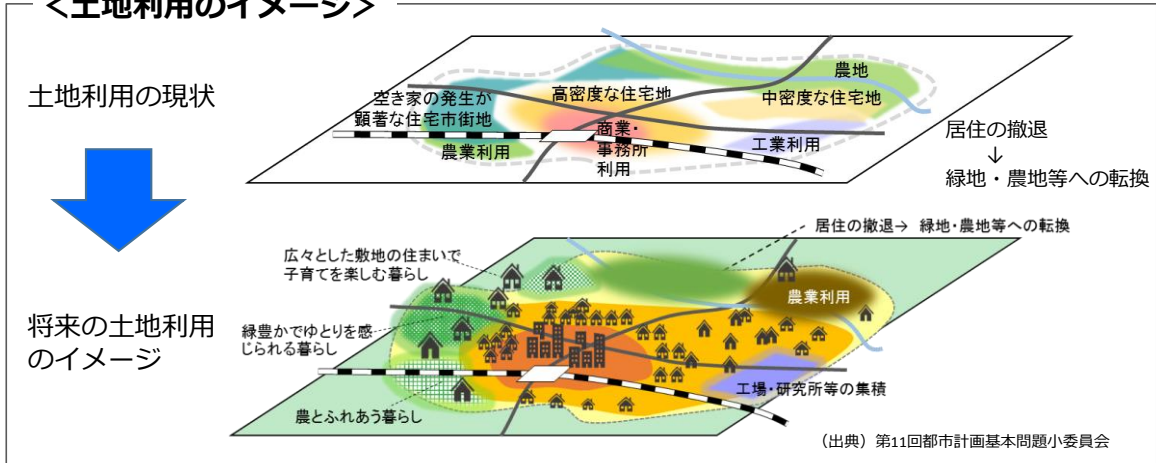 <土地利用のイメージ>
土地利用の現状
農地
空き家の発生が
顕著な住宅市街地
高密度な住宅地
中密度な住宅地
農業利用
商業・
事務所
利用
工業利用
居住の撤退
↓
緑地・農地等への転換
将来の土地利用
のイメージ
居住の撤退→ 緑地・農地等への転換
広々とした敷地の住まいで
子育てを楽しむ暮らし
農業利用
緑豊かでゆとりを感
じられる暮らし
工場・研究所等の集積
農とふれあう暮らし
（出典）第11回都市計画基本問題小委員会